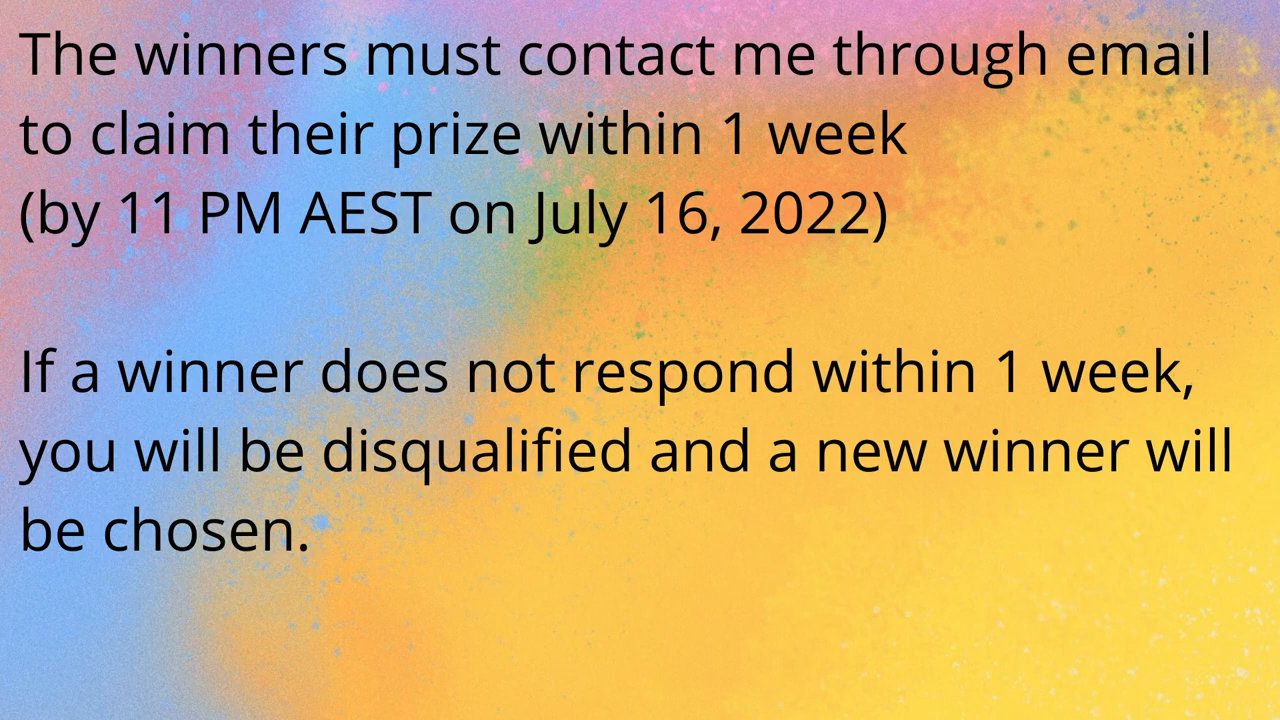 The winners must contact me through email
to claim their prize within 1 week
(by 11 PM AEST on July 16, 2022)
If a winner does not respond within 1 week,
you will be disqualified and a new winner will
be chosen.